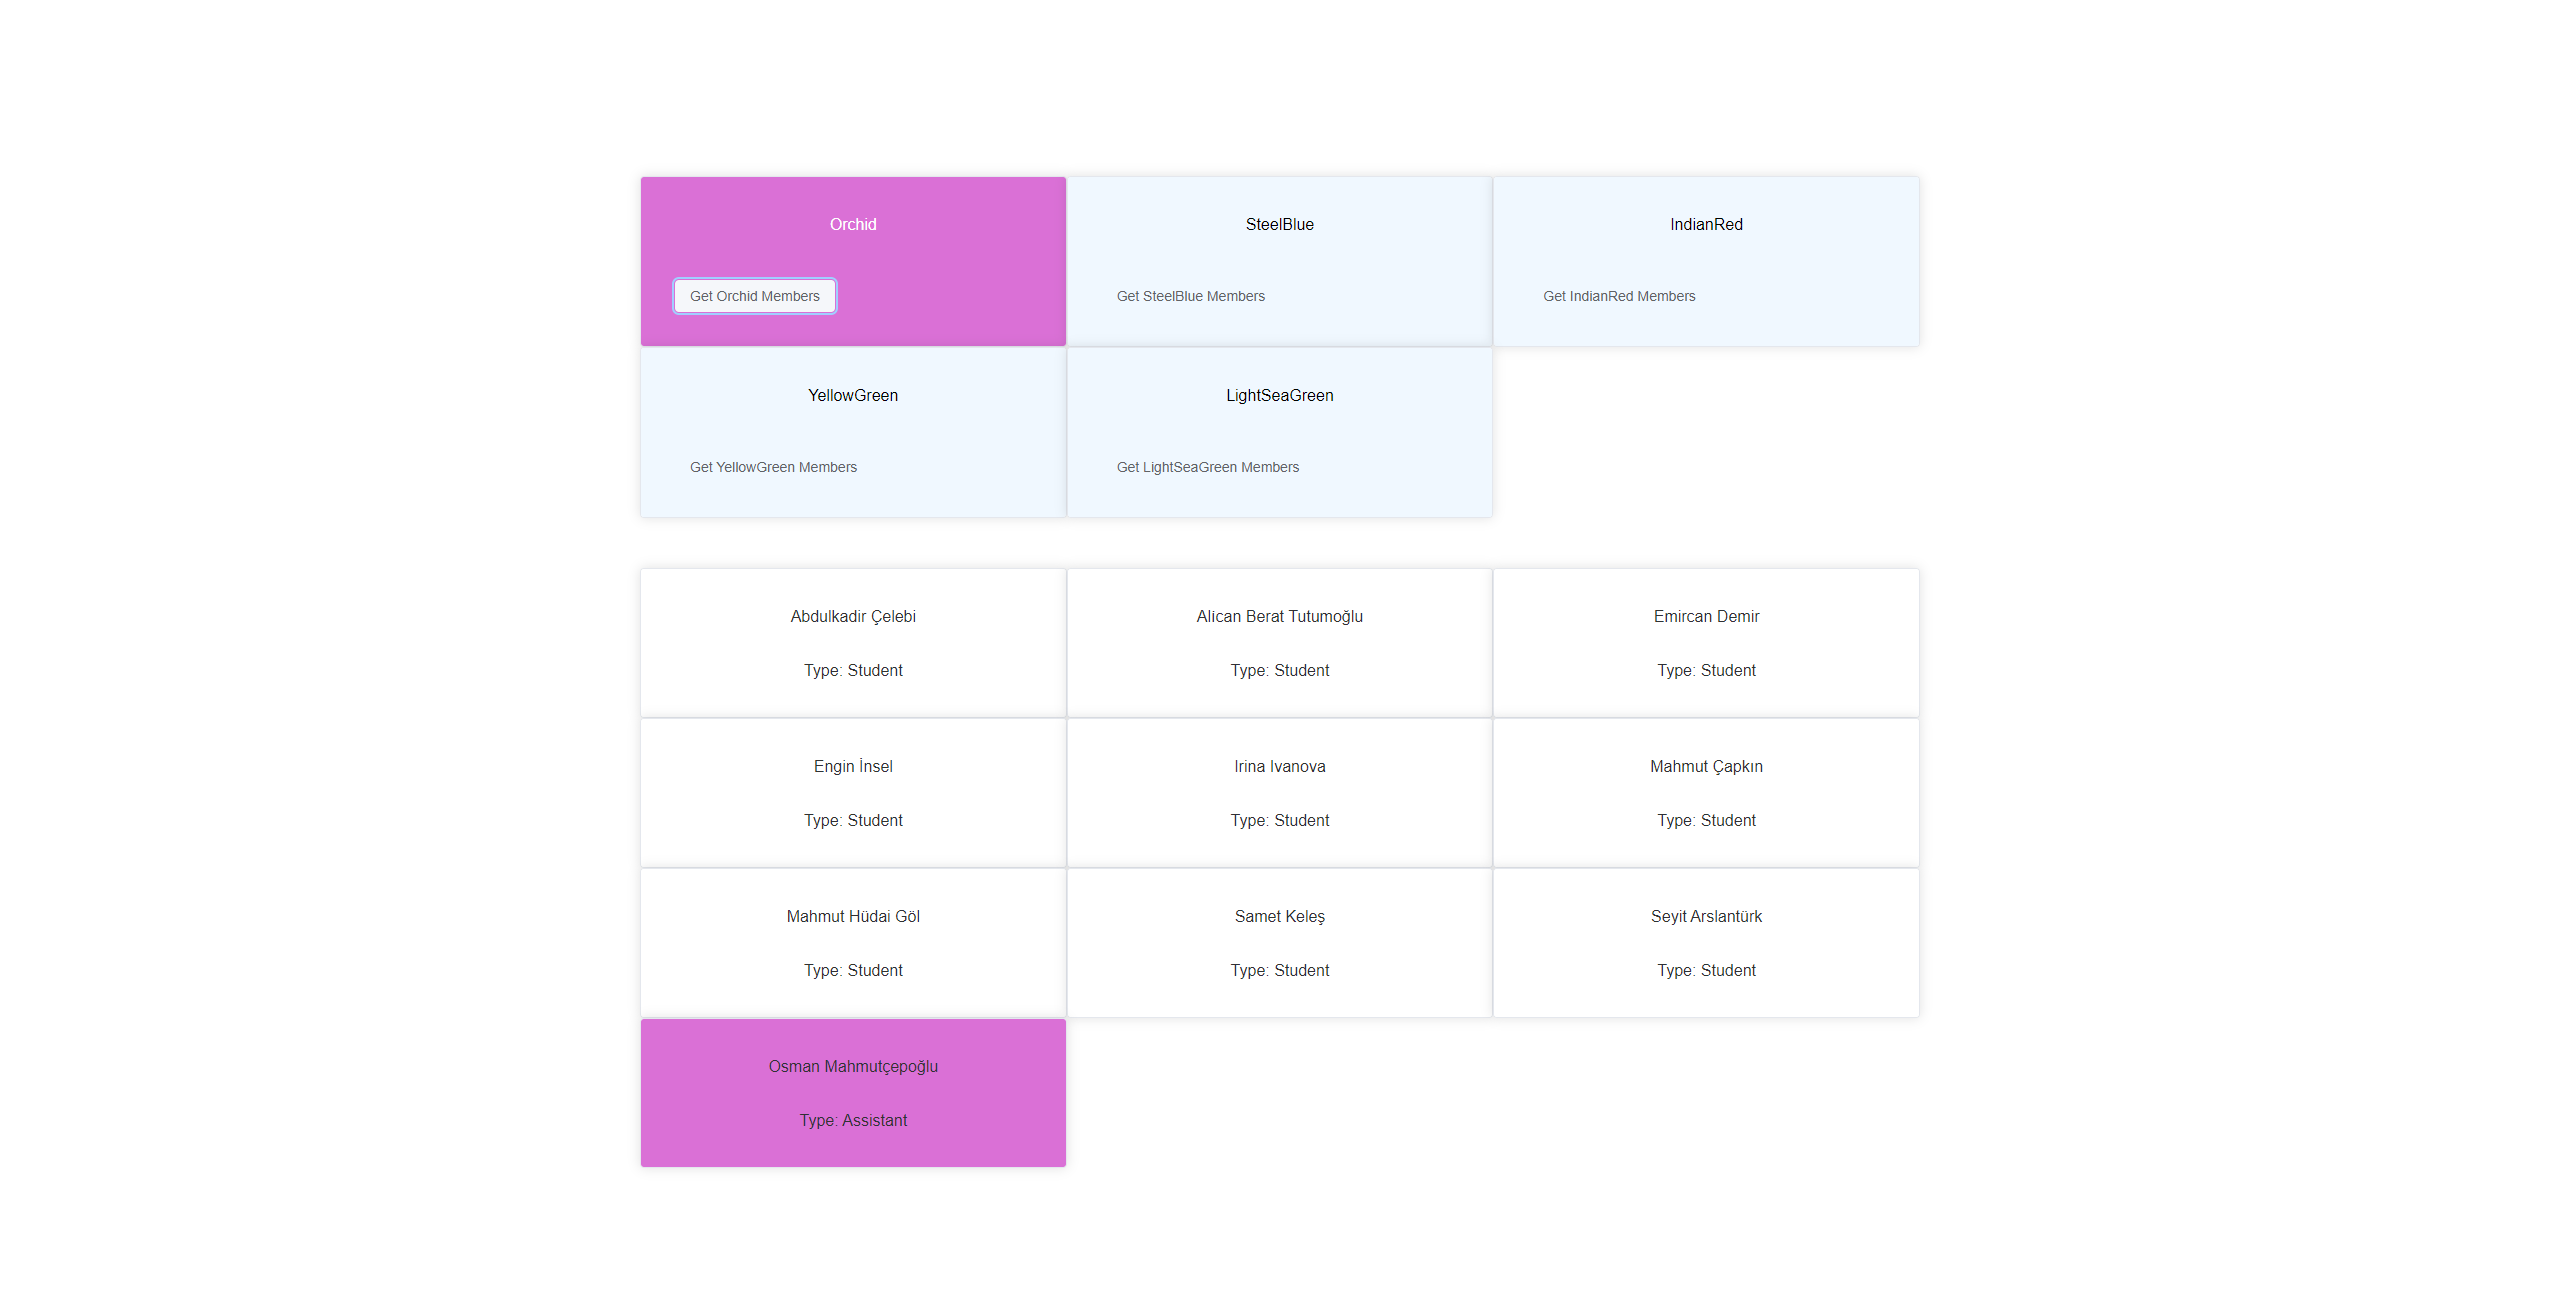 Orchid
SteelBlue
IndianRed
Get Orchid Members
Get SteelBlue Members
Get IndianRed Members
YellowGreen
LightSeaGreen
Get YellowGreen Members
Get LightSeaGreen Members
Abdulkadir Çelebi
Alican Berat Tutumoğlu
Emircan Demir
Type: Student
Type: Student
Type: Student
Engin İnsel
Irina Ivanova
Mahmut Çapkın
Type: Student
Type: Student
Type: Student
Mahmut Hüdai Göl
Samet Keleş
Seyit Arslantürk
Type: Student
Type: Student
Type: Student
Osman Mahmutçepoğlu
Type: Assistant